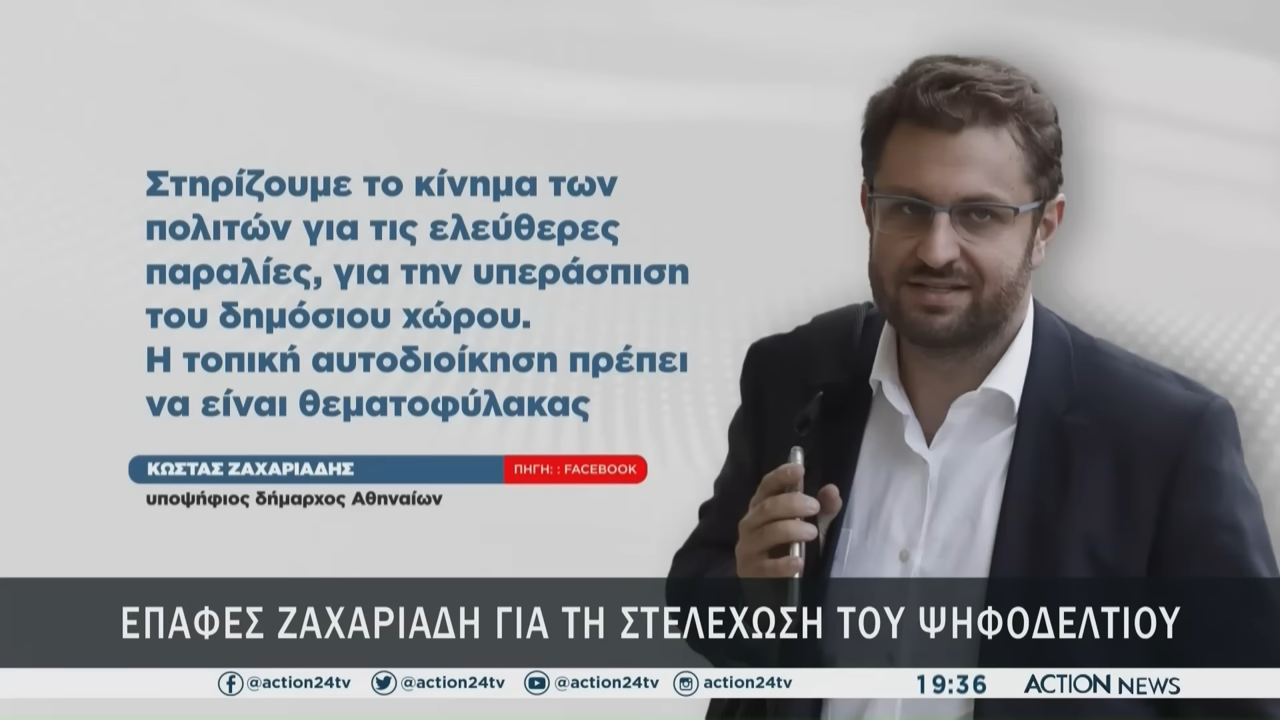 Στηρίζουμε το κίνημα των
πολιτών για τις ελεύθερες
παραλίες, για την υπεράσπιση
του δημόσιου χώρου.
Η τοπική αυτοδιοίκηση πρέπει
να είναι θεματοφύλακας
ΚΩΣΤΑΣ ΖΑΧΑΡΙΑΔΗΣ ΠΗΓΗ: : FACEBOOK
υποψήφιος δήμαρχος Αθηναίων
ΕΠΑΦΕΣ ΖΑΧΑΡΙΑΔΗ ΓΙΑ ΤΗ ΣΤΕΛΕΧΩΣΗ ΤΟΥ ΨΗΦΟΔΕΛΤΙΟΥ
@action24tv @action24tv @action24tv action24tv 19:36 ACTION NEWS